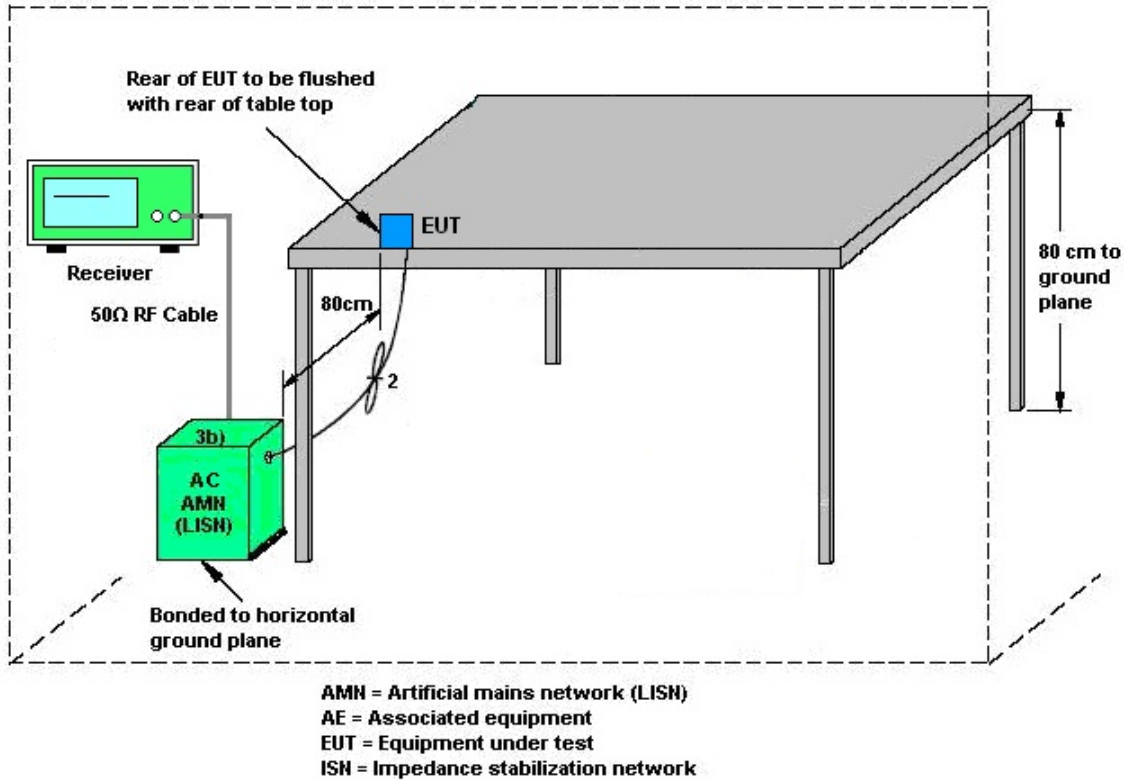 Rear of EUT to be flushed
with rear of table top
EUT
Receiver
50Ω RF Cable
80cm
80 cm to
ground
plane
2
3b)
AC
AMN
(LISN)
Bonded to horizontal
ground plane
AMN = Artificial mains network (LISN)
AE = Associated equipment
EUT = Equipment under test
ISN = Impedance stabilization network